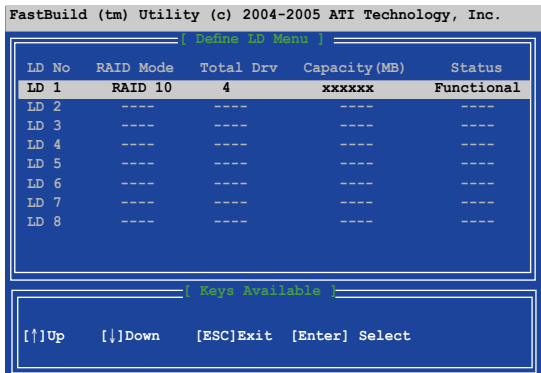 FastBuild (tm) Utility (c) 2004-2005 ATI Technology, Inc.
[ Define LD Menu ]
LD No RAID Mode Total Drv Capacity(MB) Status
LD 1 RAID 10 4 xxxxxx Functional
LD 2 ---- ---- ---- ----
LD 3 ---- ---- ---- ----
LD 4 ---- ---- ---- ----
LD 5 ---- ---- ---- ----
LD 6 ---- ---- ---- ----
LD 7 ---- ---- ---- ----
LD 8 ---- ---- ---- ----
[ Keys Available ]
[↑]Up [↓]Down [ESC]Exit [Enter] Select